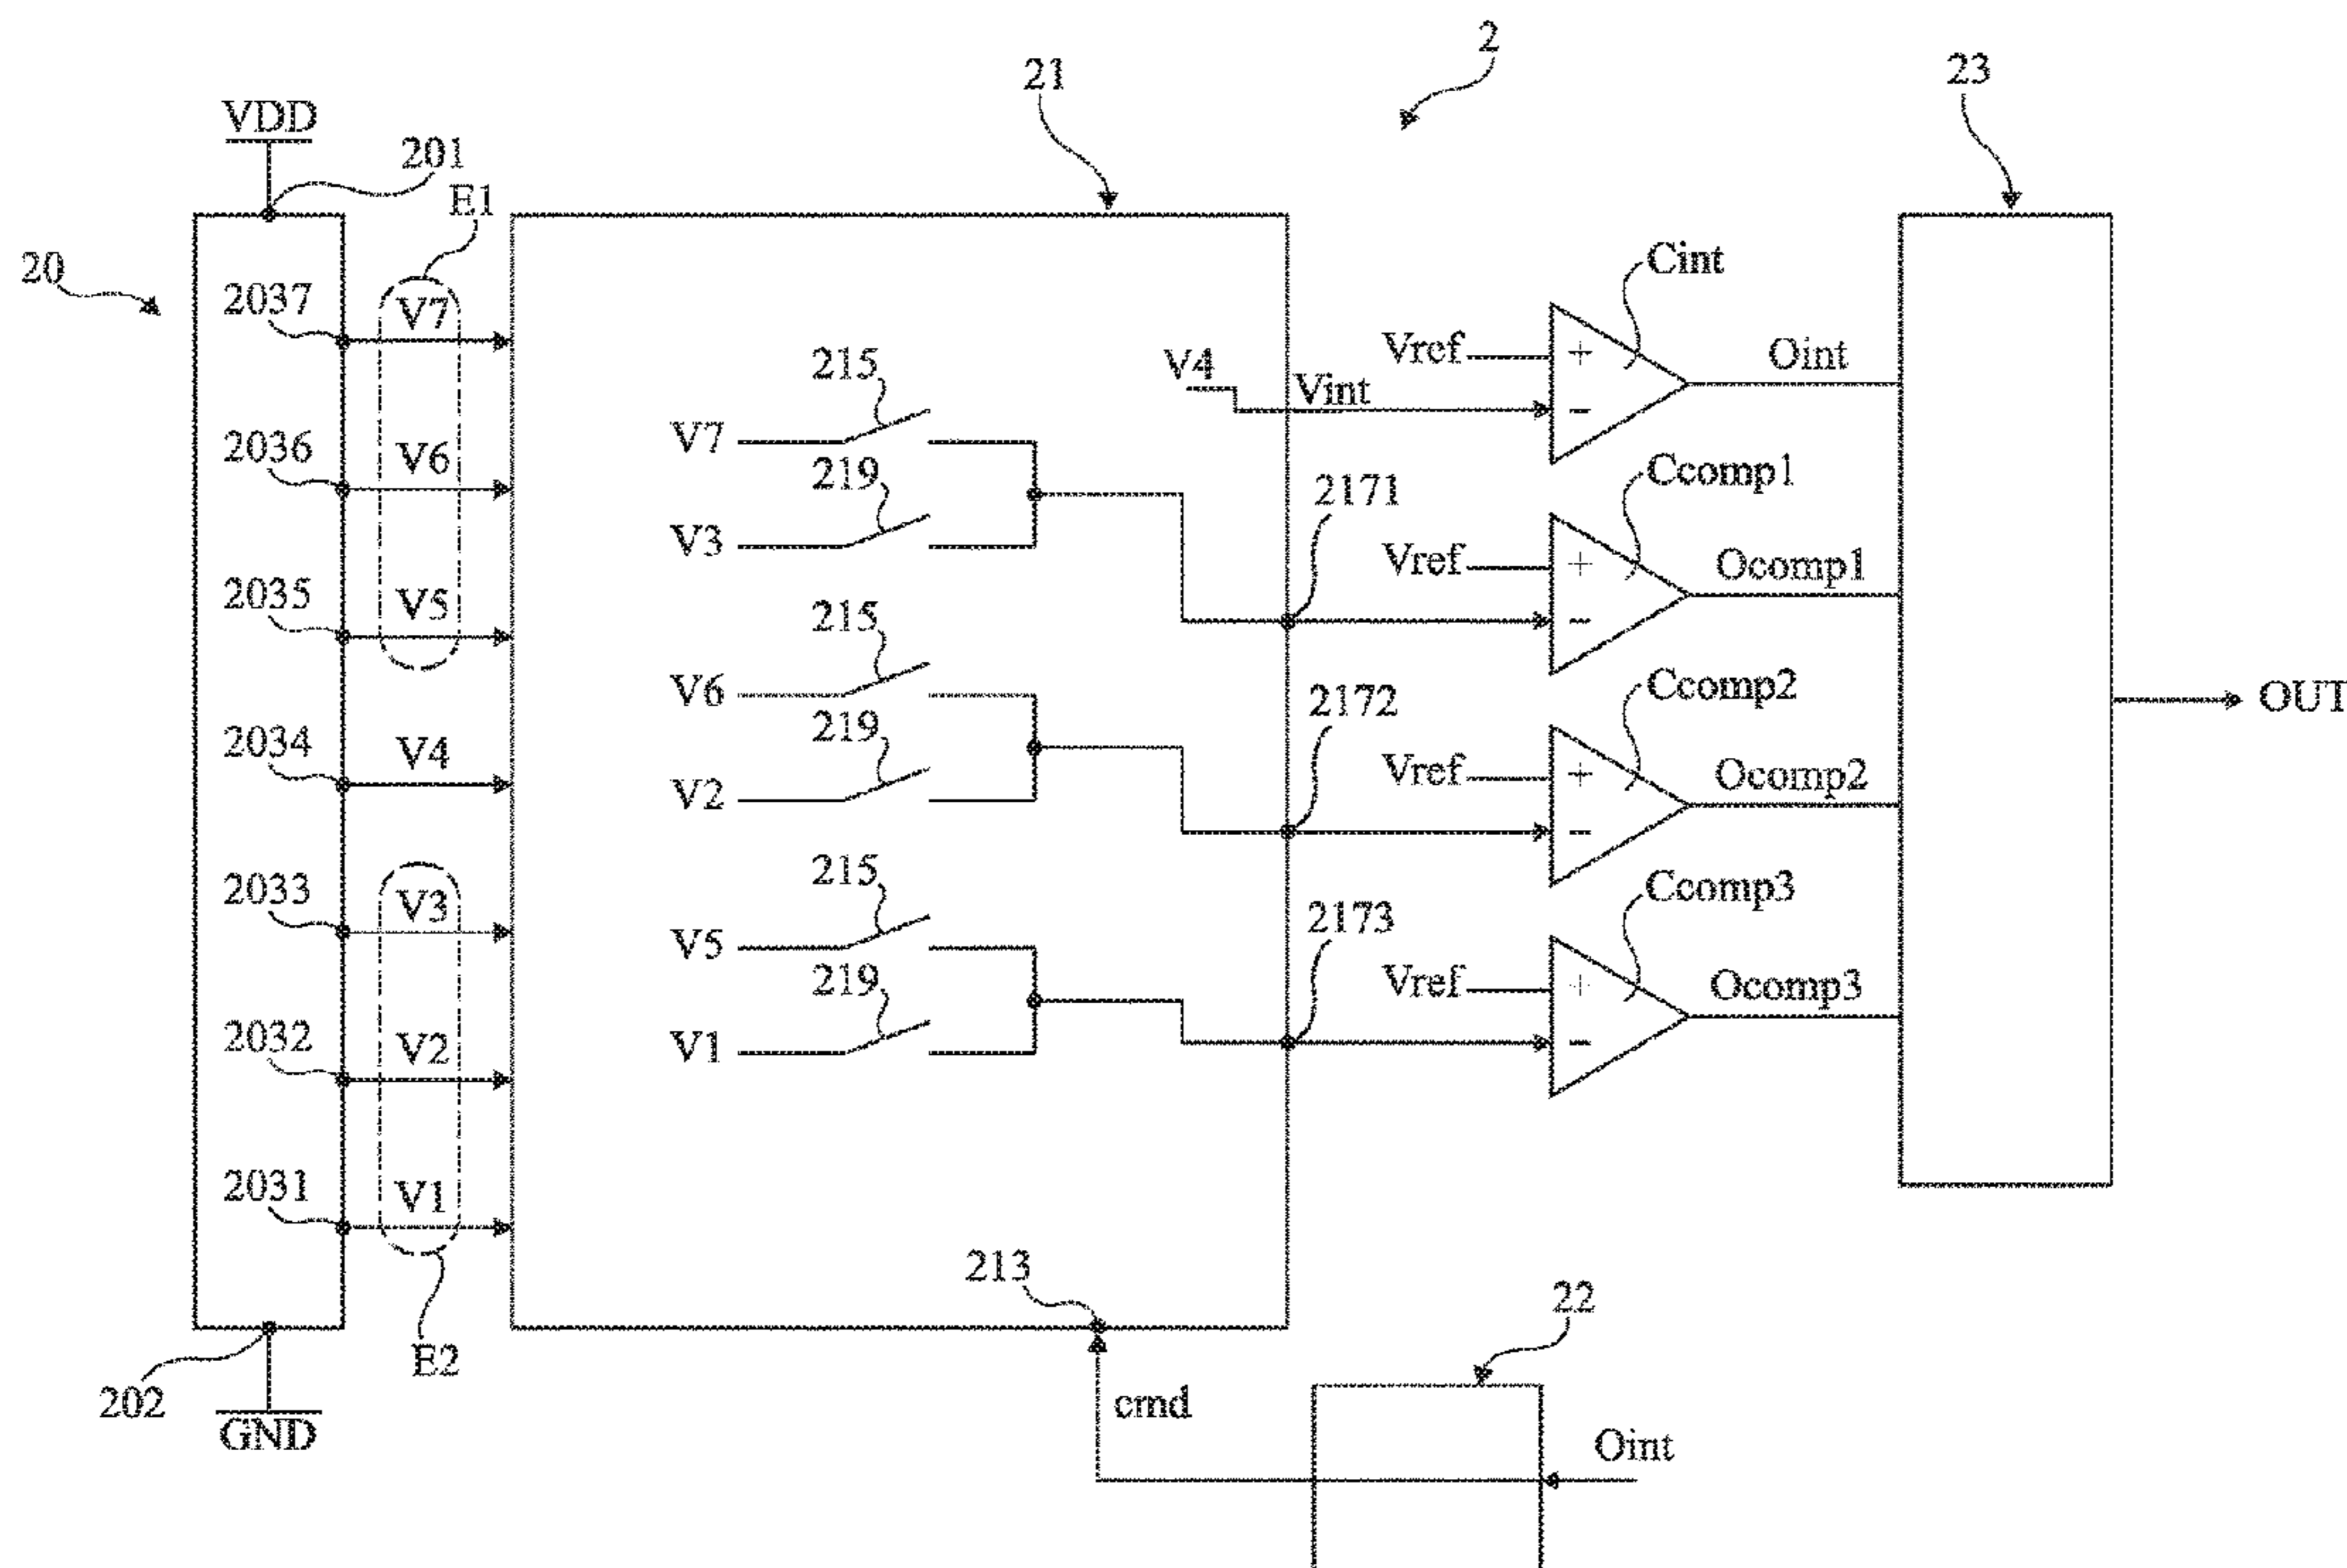 2
21
23
VDD
201
E1
20
2037
V7
2036
V6
2035
V5
2034
V4
2033
V3
2032
V2
2031
V1
202
GND
E2
V7
215
V3
219
V6
215
V2
219
V5
215
V1
219
V4
Vint
2171
2172
2173
213
cmd
22
Oint
Vref
+
-
Cint
Oint
Vref
+
-
Ccomp1
Ocomp1
Vref
+
-
Ccomp2
Ocomp2
Vref
+
-
Ccomp3
Ocomp3
OUT